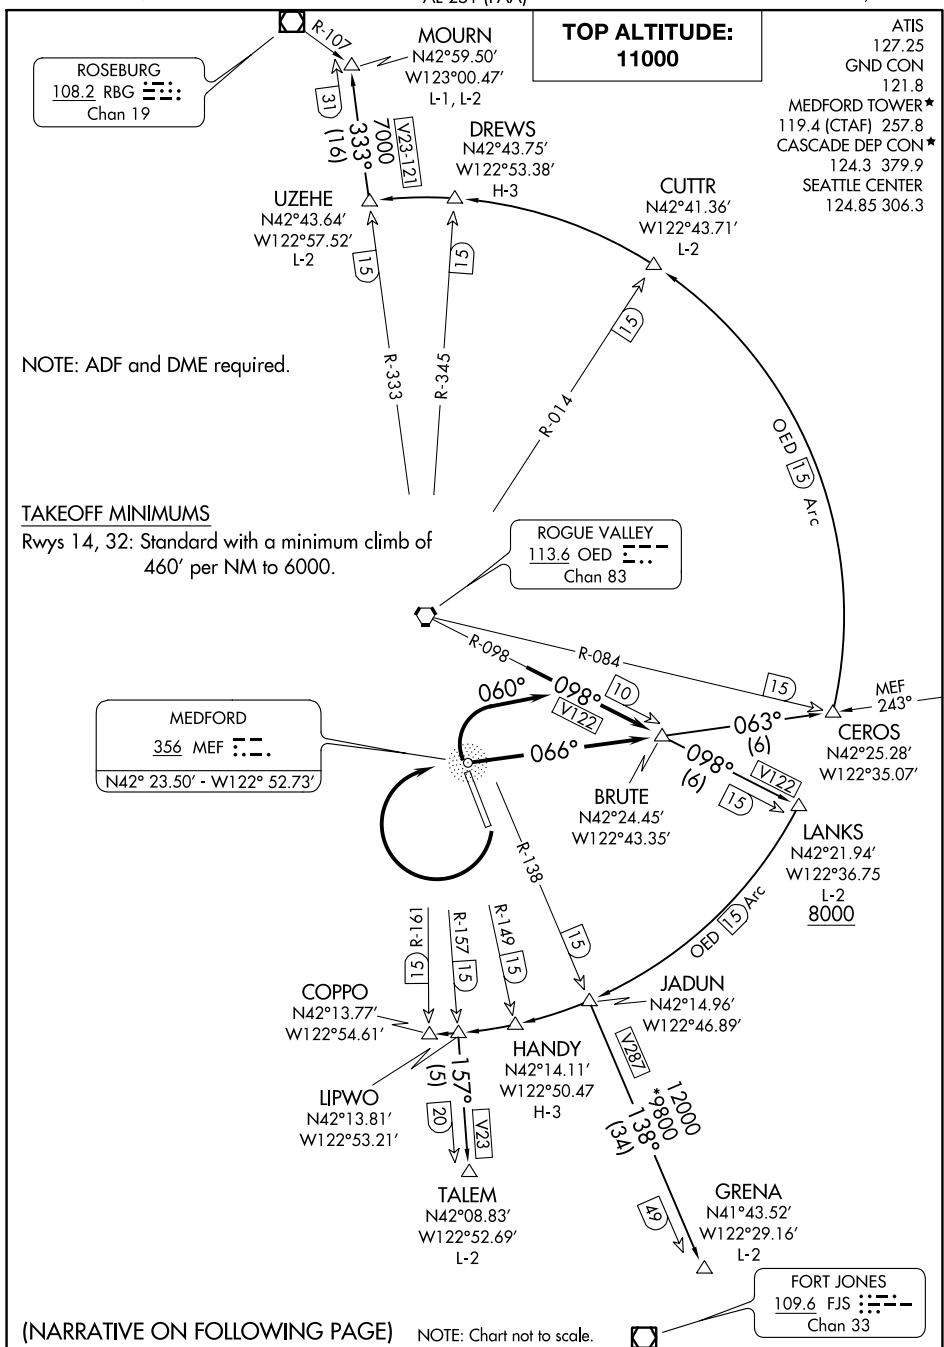 TOP ALTITUDE:
11000
ATIS
127.25
GND CON
121.8
MEDFORD TOWER★
119.4 (CTAF) 257.8
CASCADE DEP CON★
124.3 379.9
SEATTLE CENTER
124.85 306.3
R-107
MOURN
N42°59.50′
W123°00.47′
L-1, L-2
ROSEBURG
108.2 RBG
Chan 19
31
333°
(16)
7000
V23-121
DREWS
N42°43.75′
W122°53.38′
H-3
UZEHE
N42°43.64′
W122°57.52′
L-2
CUTTR
N42°41.36′
W122°43.71′
L-2
15
15
15
R-333
R-345
R-014
NOTE: ADF and DME required.
OED 15 Arc
TAKEOFF MINIMUMS
Rwys 14, 32: Standard with a minimum climb of
460′ per NM to 6000.
ROGUE VALLEY
113.6 OED
Chan 83
R-098
R-084
15
060°
098°
V122
10
MEF
243°
MEDFORD
356 MEF
N42° 23.50′ - W122° 52.73′
066°
063°
(6)
CEROS
N42°25.28′
W122°35.07′
098°
(6)
V122
15
BRUTE
N42°24.45′
W122°43.35′
LANKS
N42°21.94′
W122°36.75
L-2
8000
R-138
15
OED 15 Arc
R-161
15
R-157
15
R-149
15
COPPO
N42°13.77′
W122°54.61′
JADUN
N42°14.96′
W122°46.89′
HANDY
N42°14.11′
W122°50.47
H-3
LIPWO
N42°13.81′
W122°53.21′
157°
(5)
20
V23
V287
12000
*9800
138°
(34)
49
TALEM
N42°08.83′
W122°52.69′
L-2
GRENA
N41°43.52′
W122°29.16′
L-2
FORT JONES
109.6 FJS
Chan 33
(NARRATIVE ON FOLLOWING PAGE)
NOTE: Chart not to scale.